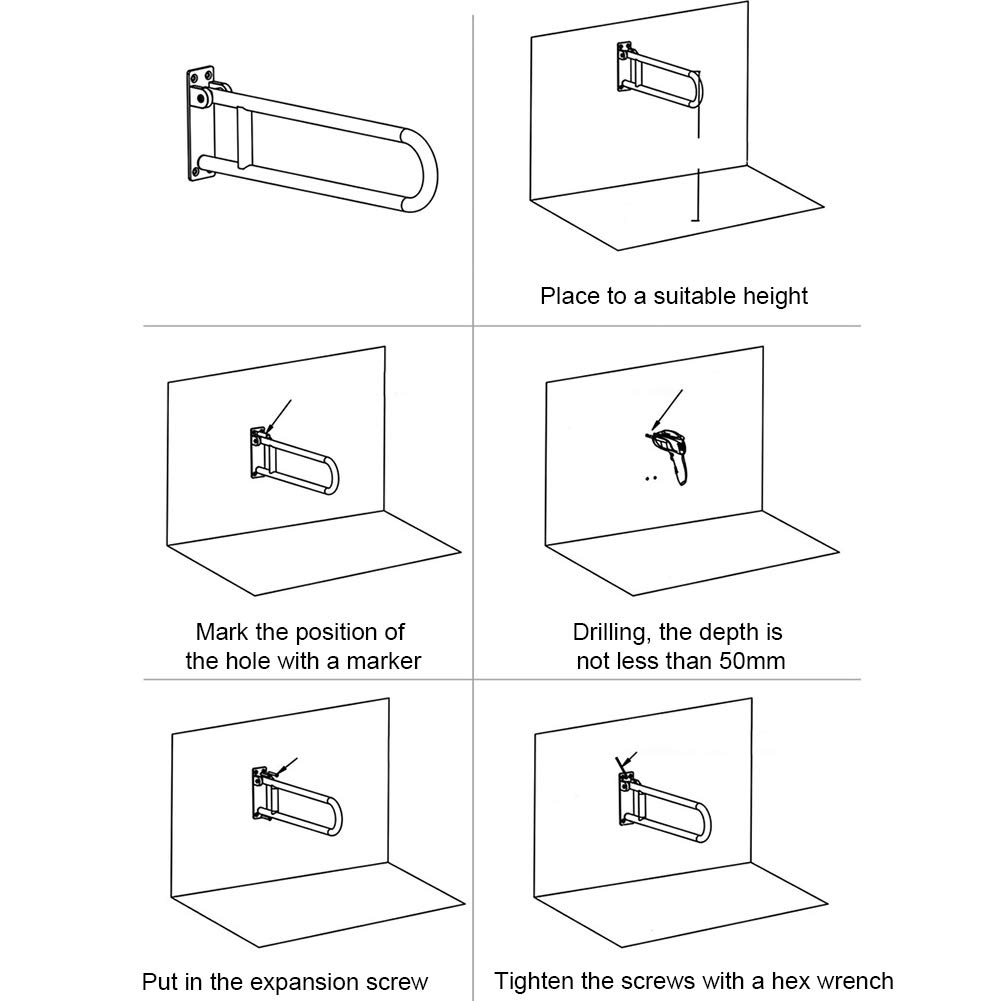 Place to a suitable height
Mark the position of
the hole with a marker
Drilling, the depth is
not less than 50mm
Put in the expansion screw
Tighten the screws with a hex wrench